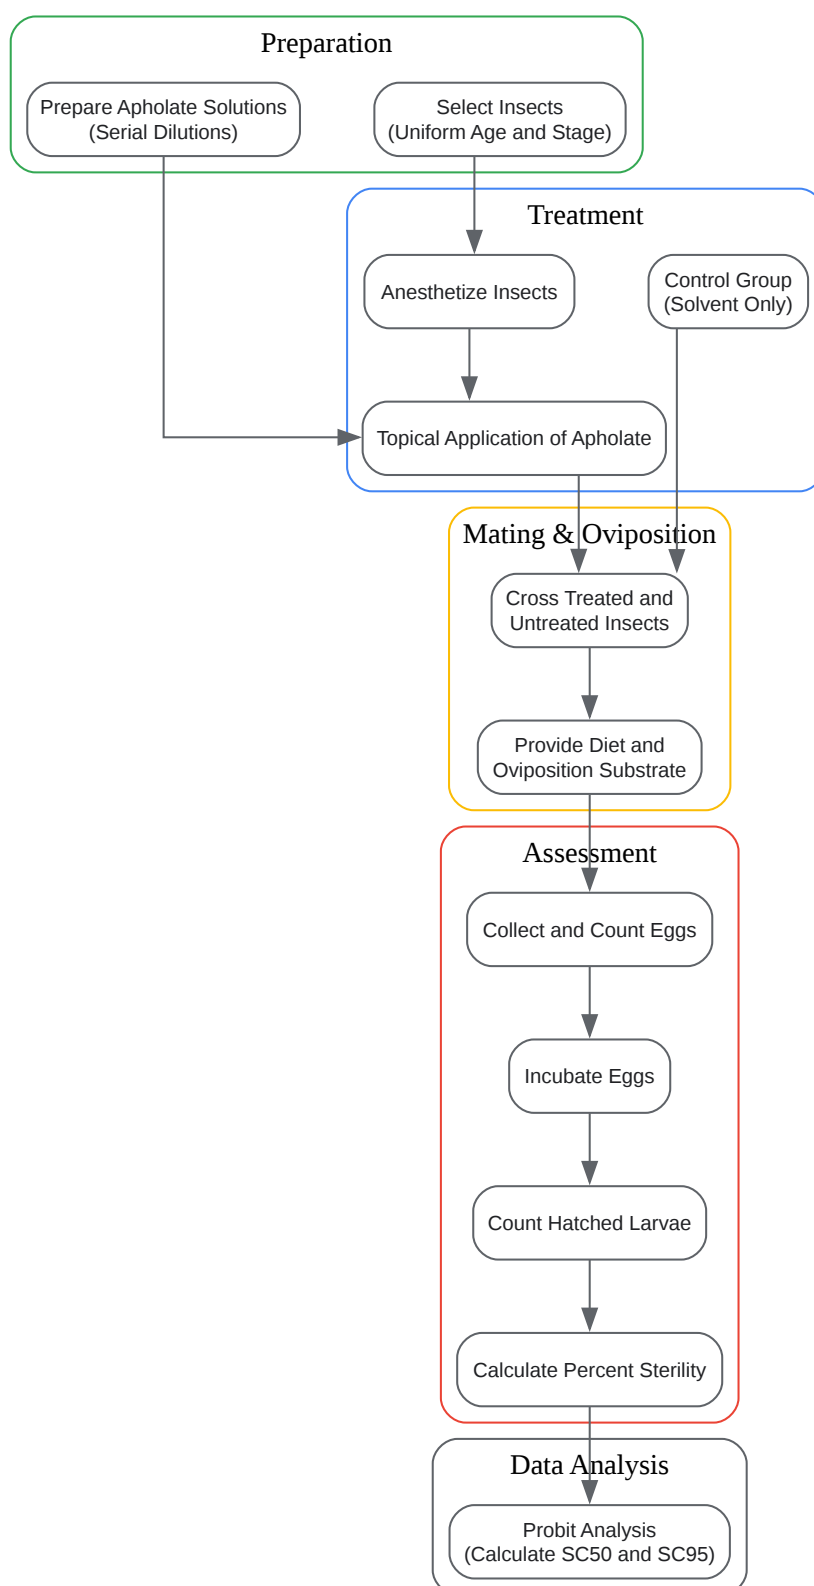 Preparation
Prepare Apholate Solutions
(Serial Dilutions)
Select Insects
(Uniform Age and Stage)
Treatment
Anesthetize Insects
Control Group
(Solvent Only)
Topical Application of Apholate
Mating & Oviposition
Cross Treated and
Untreated Insects
Provide Diet and
Oviposition Substrate
Assessment
Collect and Count Eggs
Incubate Eggs
Count Hatched Larvae
Calculate Percent Sterility
Data Analysis
Probit Analysis
(Calculate SC50 and SC95)